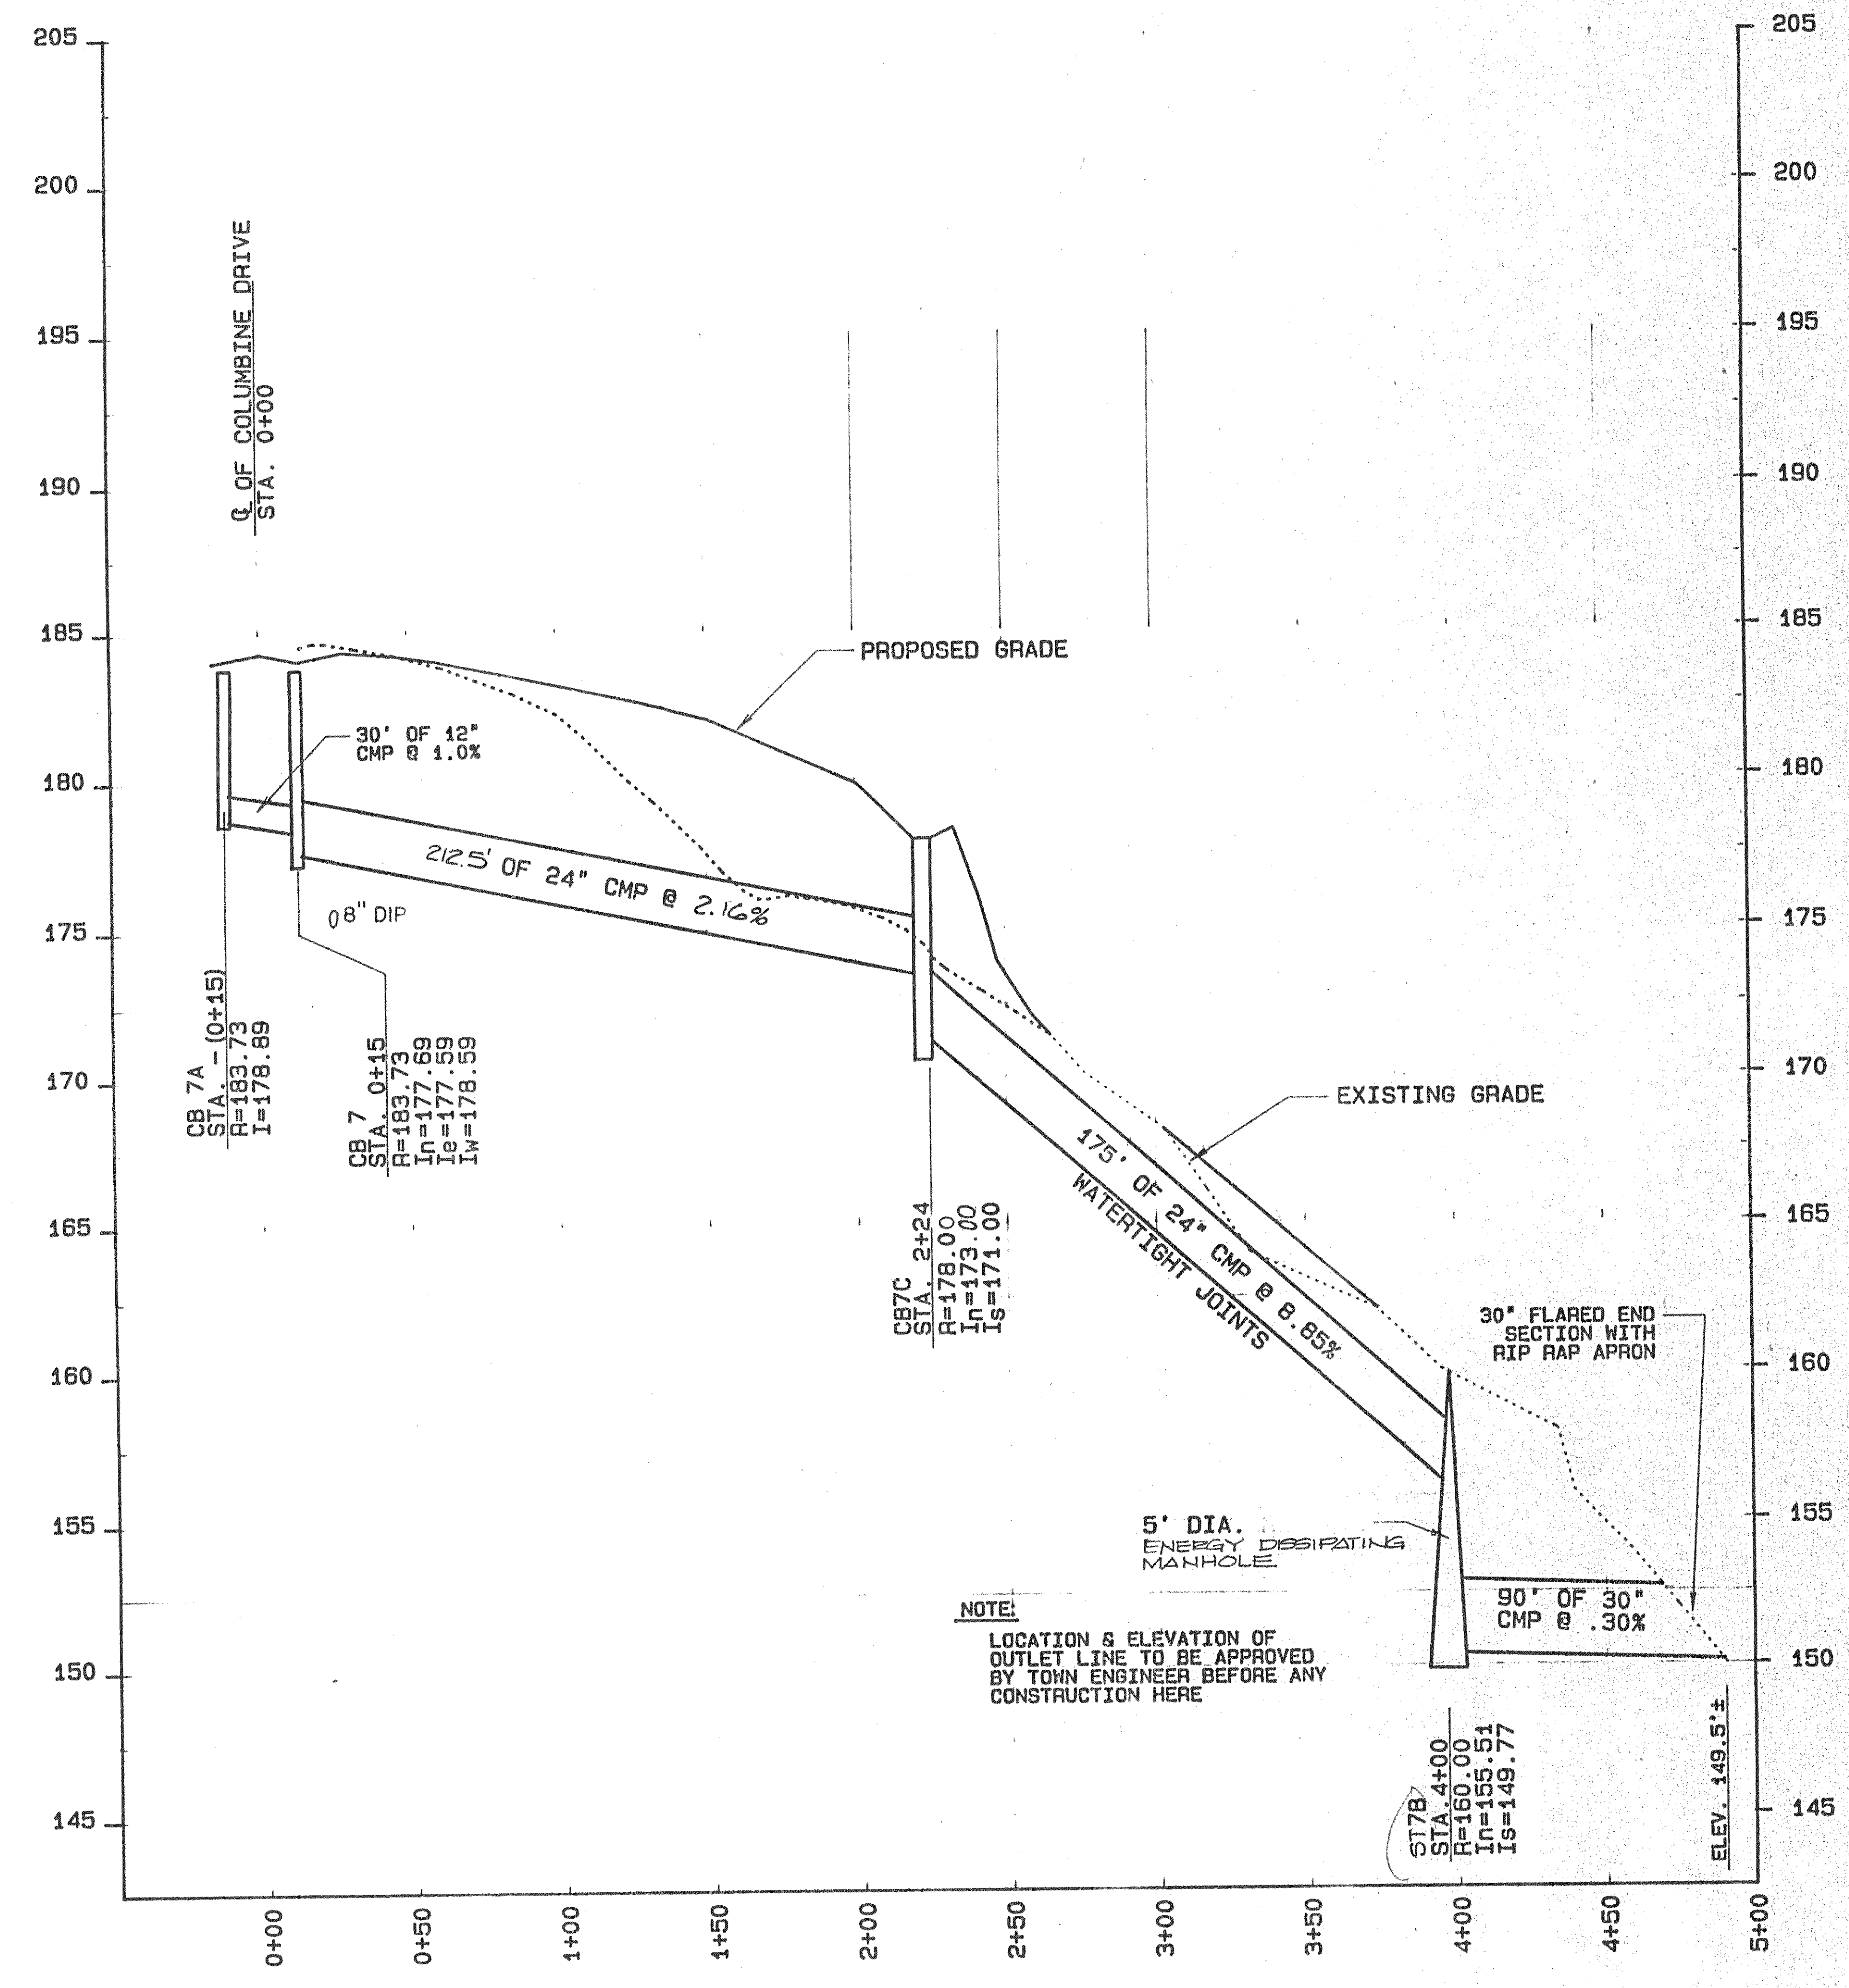 205
200
195
190
185
180
175
170
165
160
155
150
145
205
200
195
190
185
180
175
170
165
160
155
150
145
℄ OF COLUMBINE DRIVE
STA. 0+00
PROPOSED GRADE
30' OF 12"
CMP @ 1.0%
212.5' OF 24" CMP @ 2.16%
08" DIP
CB 7A
STA. -(0+15)
R=183.73
I=178.89
CB 7
STA. 0+15
R=183.73
In=177.69
Ie=177.59
Iw=178.59
CB7C
STA. 2+24
R=178.00
In=173.00
Is=171.00
EXISTING GRADE
175' OF 24" CMP @ 8.85%
WATERTIGHT JOINTS
30" FLARED END
SECTION WITH
RIP RAP APRON
5' DIA.
ENERGY DISSIPATING
MANHOLE
90' OF 30"
CMP @ .30%
NOTE:
LOCATION & ELEVATION OF
OUTLET LINE TO BE APPROVED
BY TOWN ENGINEER BEFORE ANY
CONSTRUCTION HERE
ST7B
STA. 4+00
R=160.00
In=155.51
Is=149.77
ELEV. 149.5'±
0+00
0+50
1+00
1+50
2+00
2+50
3+00
3+50
4+00
4+50
5+00